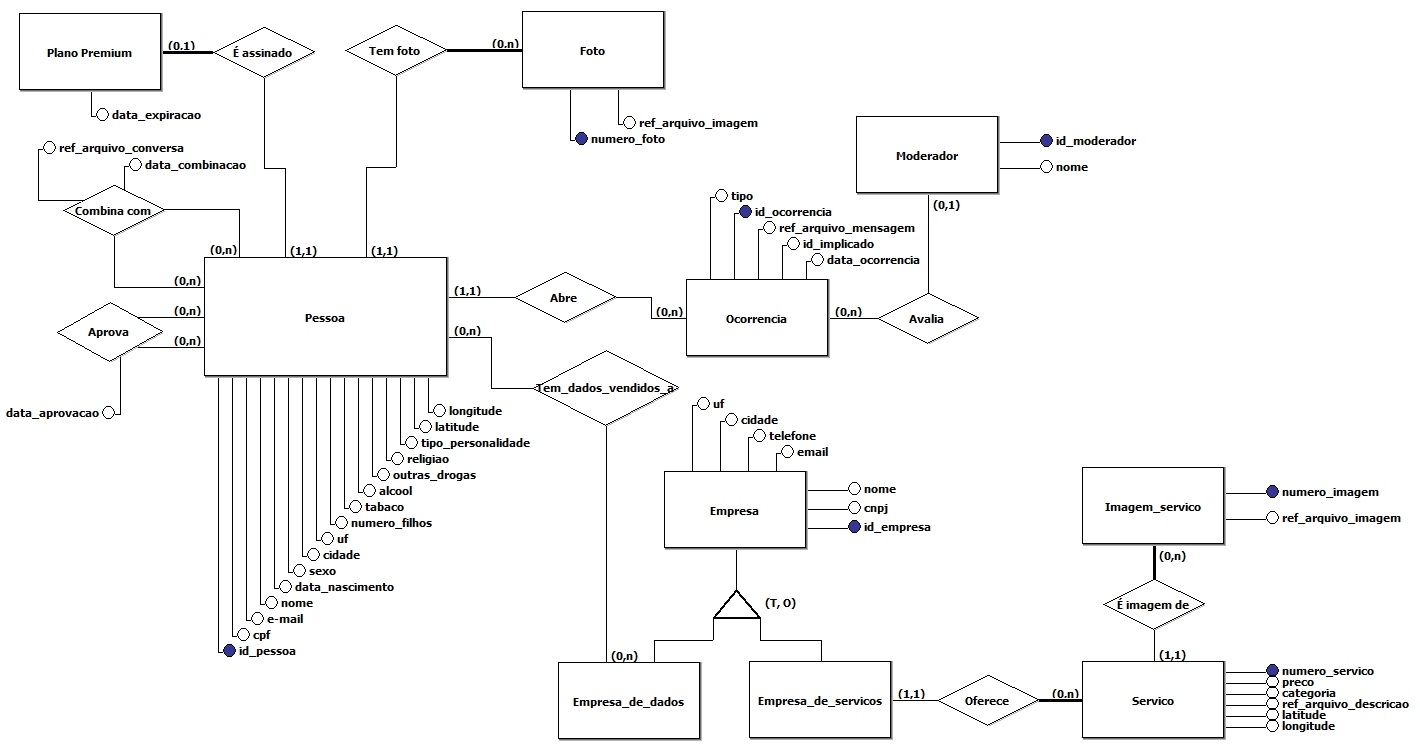 Plano Premium
(0,1)
É assinado
data_expiracao
Tem foto
(0,n)
Foto
ref_arquivo_imagem
numero_foto
ref_arquivo_conversa
data_combinacao
Combina com
(0,n)
(1,1)
(1,1)
(0,n)
(0,n)
Aprova
(0,n)
data_aprovacao
Pessoa
(1,1)
Abre
(0,n)
(0,n)
Moderador
id_moderador
nome
(0,1)
tipo
id_ocorrencia
ref_arquivo_mensagem
id_implicado
data_ocorrencia
Ocorrencia
(0,n)
Avalia
Tem_dados_vendidos_a
longitude
latitude
tipo_personalidade
religiao
outras_drogas
alcool
tabaco
numero_filhos
uf
cidade
sexo
data_nascimento
nome
e-mail
cpf
id_pessoa
uf
cidade
telefone
email
Empresa
nome
cnpj
id_empresa
(T, O)
(0,n)
Empresa_de_dados
Empresa_de_servicos
(1,1)
Oferece
(0,n)
Imagem_servico
numero_imagem
ref_arquivo_imagem
(0,n)
É imagem de
(1,1)
Servico
numero_servico
preco
categoria
ref_arquivo_descricao
latitude
longitude